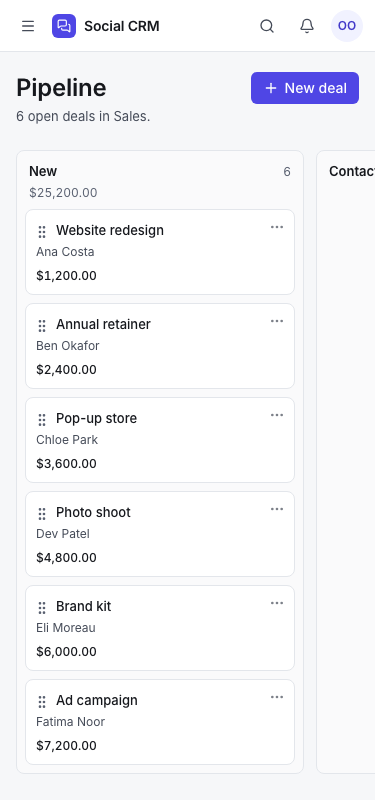 Social CRM
OO
Pipeline
New deal
6 open deals in Sales.
New 6
$25,200.00
Website redesign
Ana Costa
$1,200.00
Annual retainer
Ben Okafor
$2,400.00
Pop-up store
Chloe Park
$3,600.00
Photo shoot
Dev Patel
$4,800.00
Brand kit
Eli Moreau
$6,000.00
Ad campaign
Fatima Noor
$7,200.00
Contac